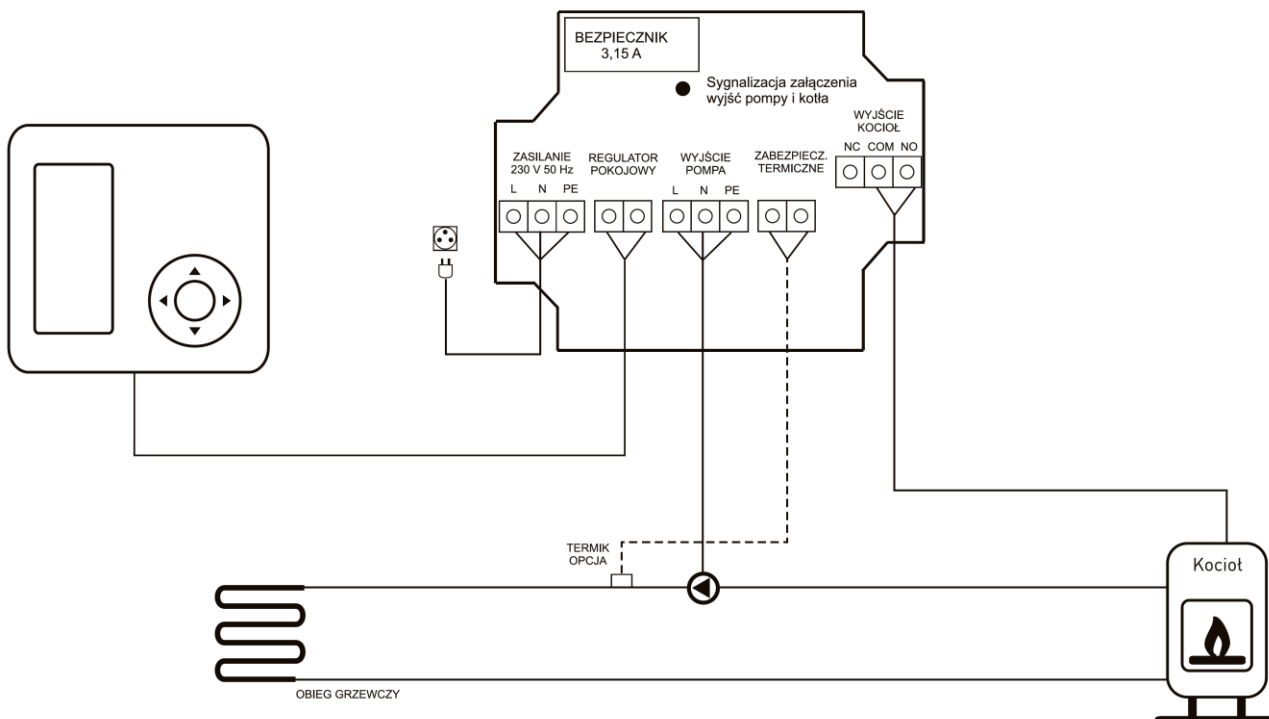 BEZPIECZNIK
3,15 A
Sygnalizacja załączenia
wyjść pompy i kotła
WYJŚCIE
KOCIOŁ
NC COM NO
ZASILANIE
230 V 50 Hz
L N PE
REGULATOR
POKOJOWY
WYJŚCIE
POMPA
L N PE
ZABEZPIECZ.
TERMICZNE
TERMIK
OPCJA
Kocioł
OBIEG GRZEWCZY